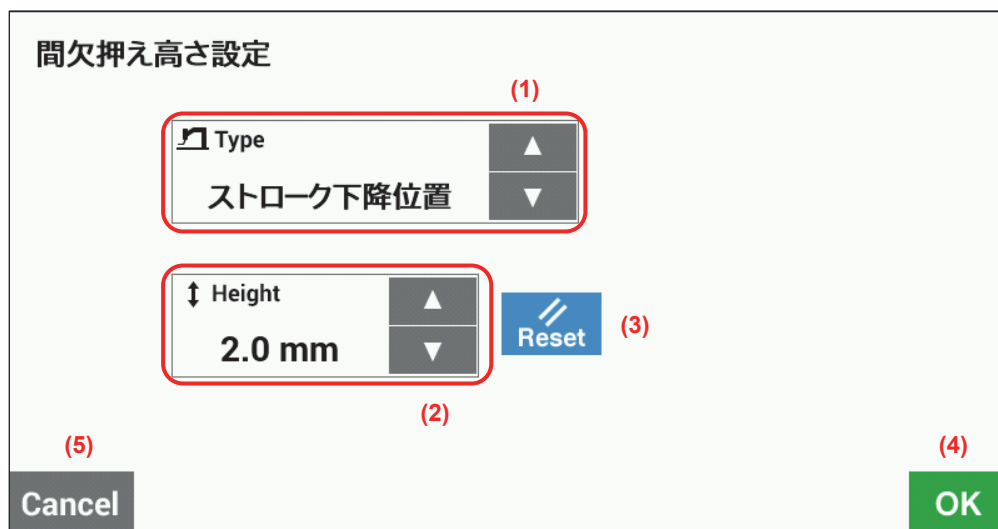 間欠押え高さ設定
(1)
Type
▲
ストローク下降位置
▼
Height
▲
2.0 mm
▼
Reset
(3)
(2)
(5)
(4)
Cancel
OK